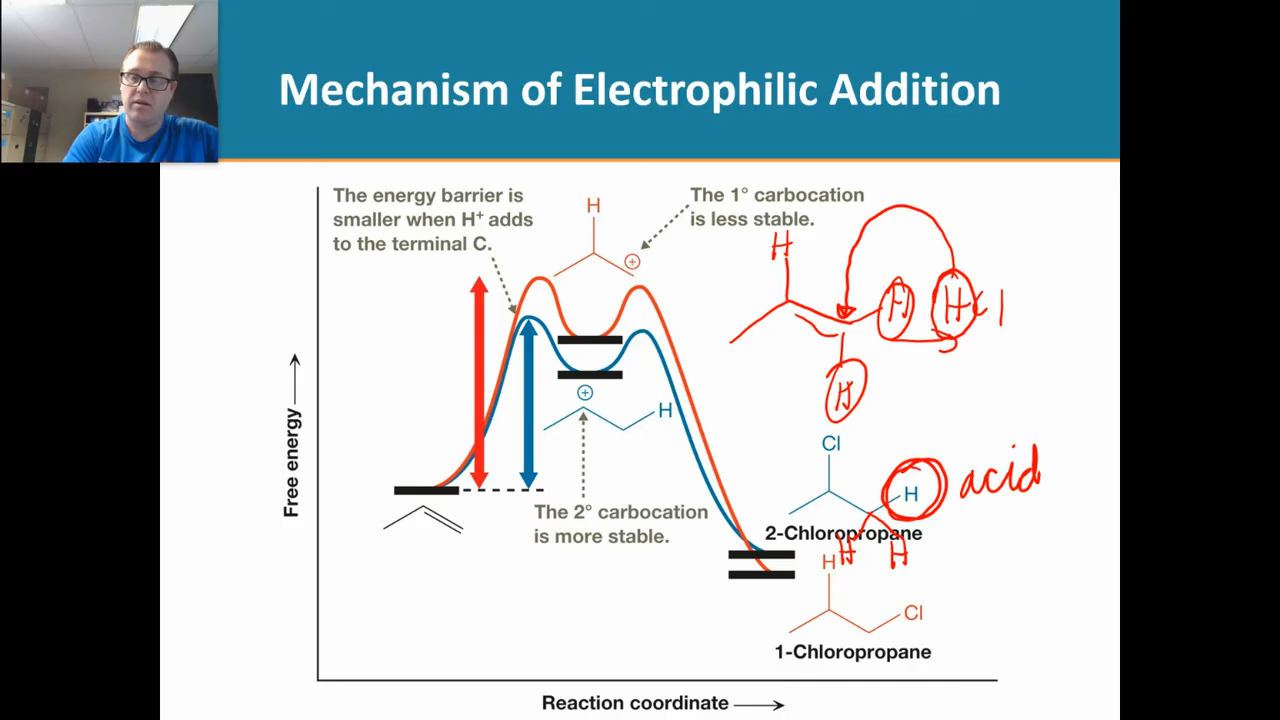 Mechanism of Electrophilic Addition
The energy barrier is
smaller when H⁺ adds
to the terminal C.
The 1° carbocation
is less stable.
H
⊕
H
H
HCl
H
⊕
H
Cl
H
acid
2-Chloropropane
H
H
The 2° carbocation
is more stable.
H
Cl
1-Chloropropane
Free energy
Reaction coordinate